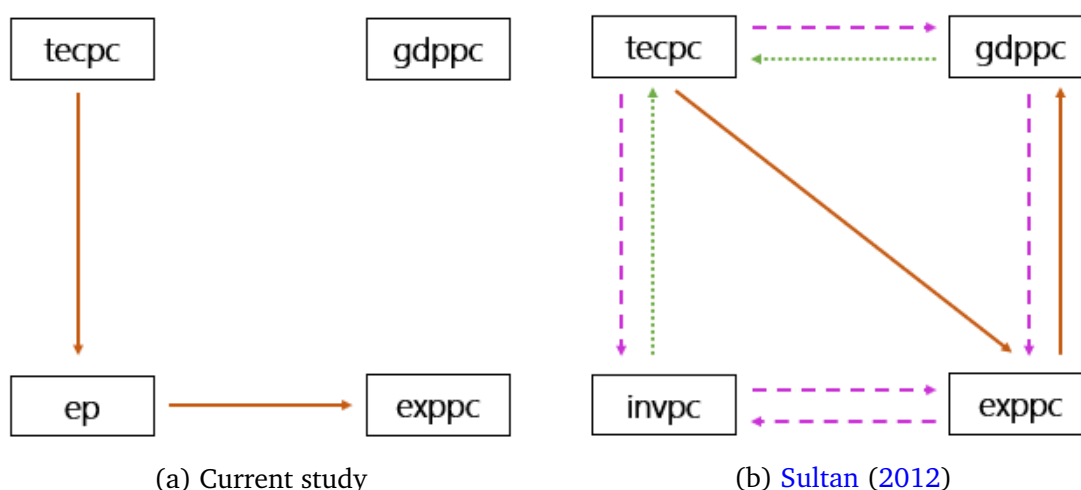 tecpc
gdppc
tecpc
gdppc
ep
exppc
invpc
exppc
(a) Current study
(b) Sultan (2012)